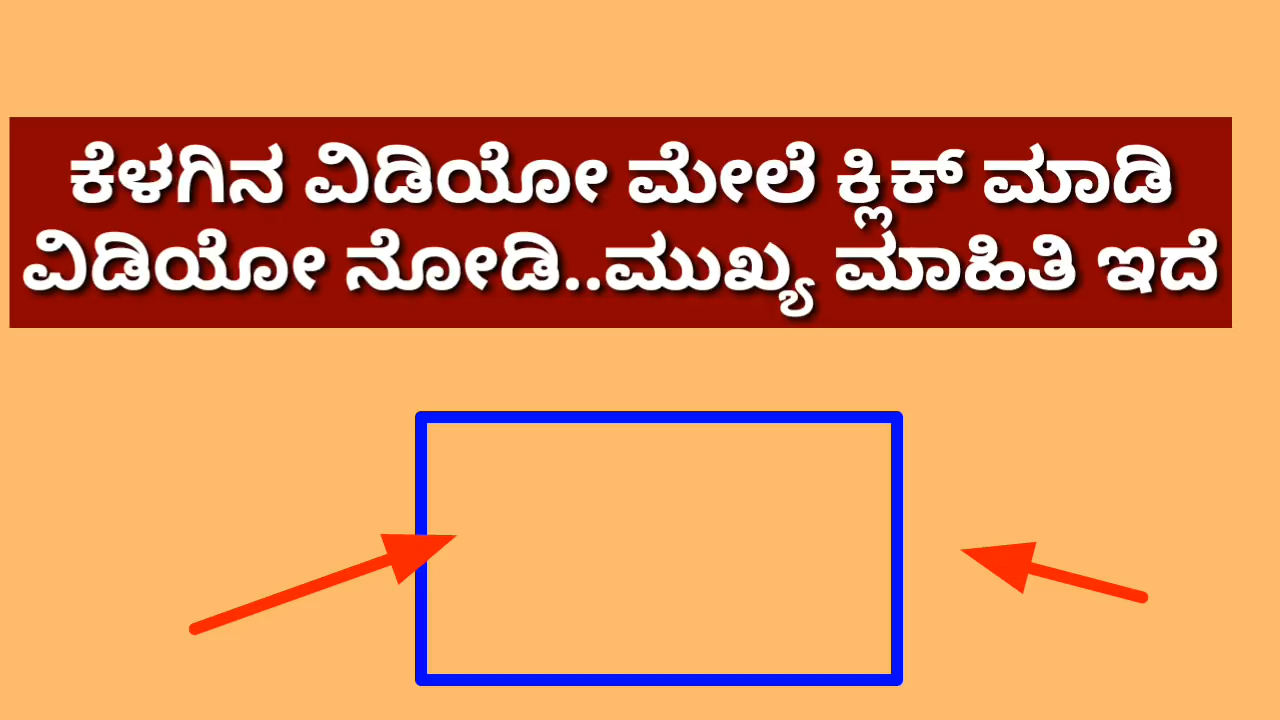 ಕೆಳಗಿನ ವಿಡಿಯೋ ಮೇಲೆ ಕ್ಲಿಕ್ ಮಾಡಿ
ವಿಡಿಯೋ ನೋಡಿ..ಮುಖ್ಯ ಮಾಹಿತಿ ಇದೆ